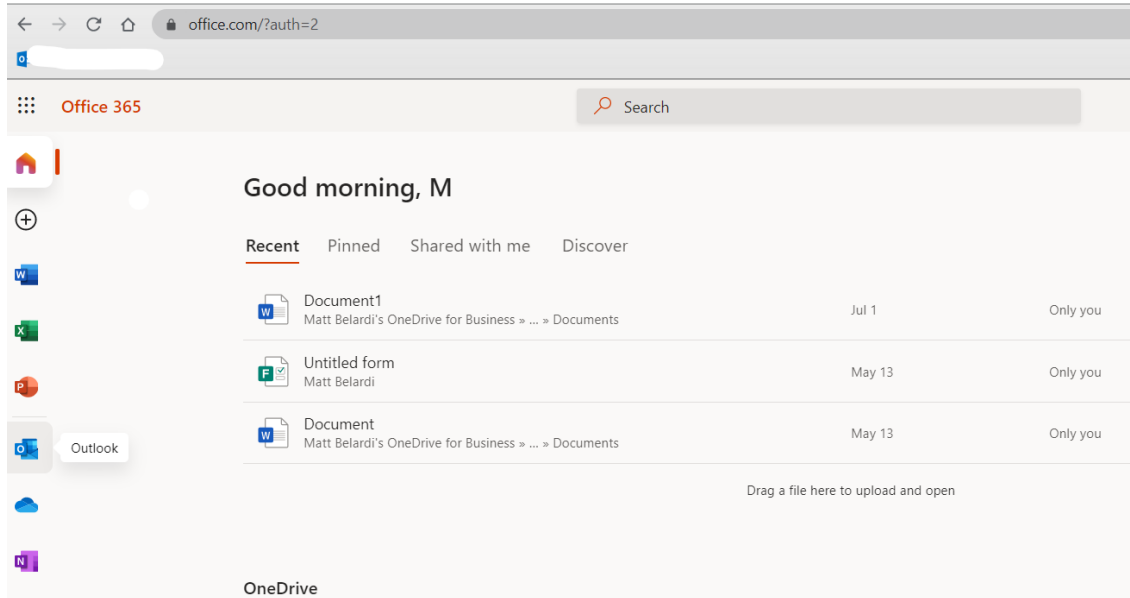 office.com/?auth=2
Office 365
Search
Good morning, M
Recent Pinned Shared with me Discover
W Document1 Jul 1 Only you
Matt Belardi's OneDrive for Business » ... » Documents
F Untitled form May 13 Only you
Matt Belardi
W Document May 13 Only you
Matt Belardi's OneDrive for Business » ... » Documents
W
X
P
O Outlook
N
Drag a file here to upload and open
OneDrive